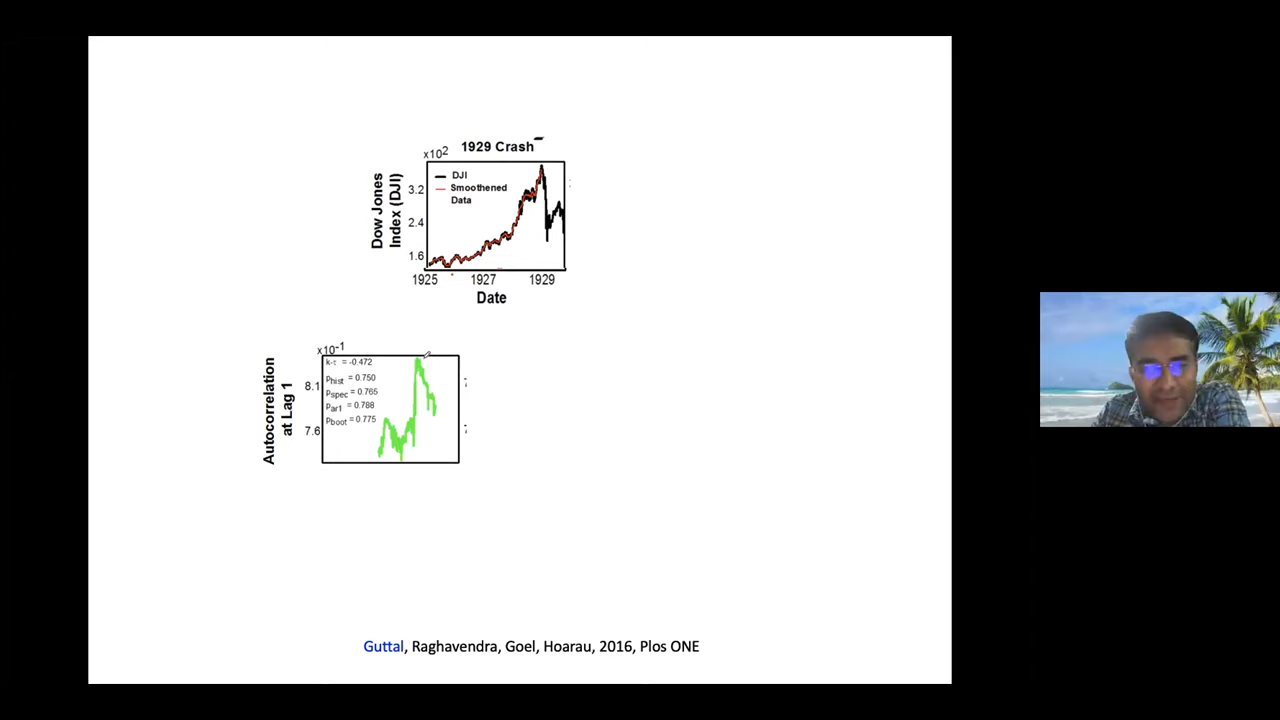 1929 Crash
x10²
Dow Jones
Index (DJI)
DJI
Smoothened
Data
3.2
2.4
1.6
1925 1927 1929
Date
x10⁻¹
Autocorrelation
at Lag 1
k-τ = -0.472
p_hist = 0.750
p_spec = 0.765
p_ar1 = 0.788
p_boot = 0.775
8.1
7.6
Guttal, Raghavendra, Goel, Hoarau, 2016, Plos ONE